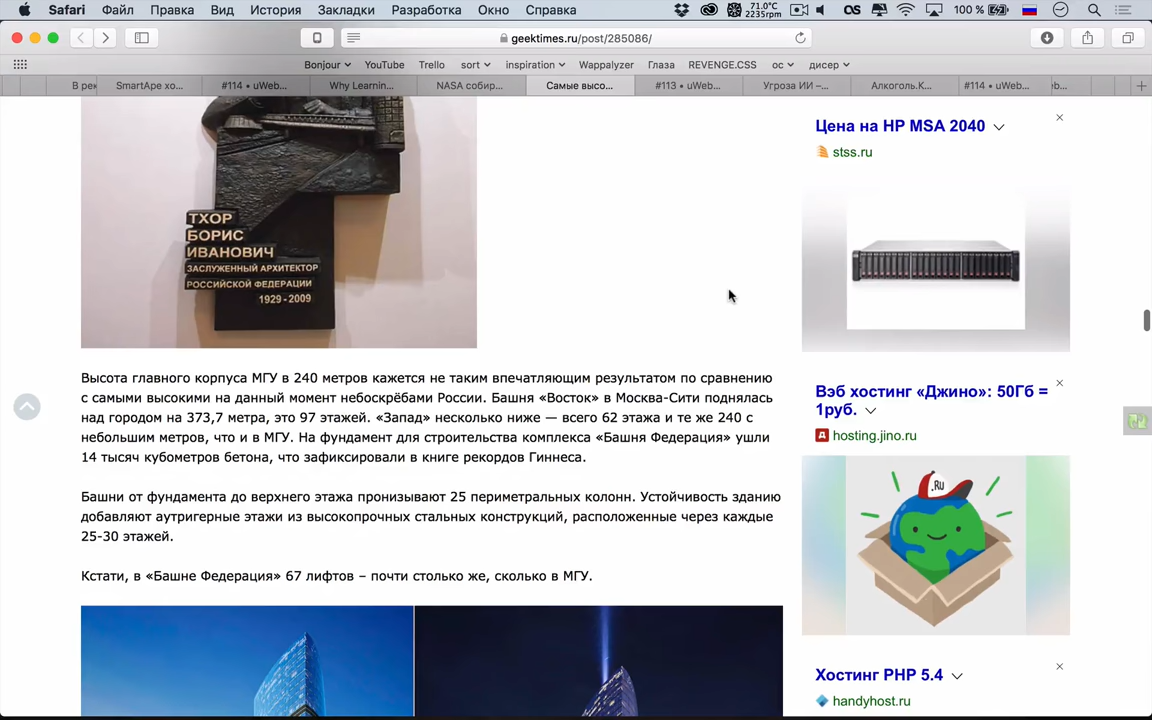 Safari Файл Правка Вид История Закладки Разработка Окно Справка 71.0°C 2235rpm 100 %
geektimes.ru/post/285086/
Bonjour YouTube Trello sort inspiration Wappalyzer Глаза REVENGE.CSS ос дисер
В рек SmartApe хо... #114 • uWeb... Why Learnin... NASA собир... Самые высо... #113 • uWeb... Угроза ИИ –... Алкоголь.К... #114 • uWeb... eb...
ТХОР
БОРИС
ИВАНОВИЧ
ЗАСЛУЖЕННЫЙ АРХИТЕКТОР
РОССИЙСКОЙ ФЕДЕРАЦИИ
1929-2009
Высота главного корпуса МГУ в 240 метров кажется не таким впечатляющим результатом по сравнению
с самыми высокими на данный момент небоскрёбами России. Башня «Восток» в Москва-Сити поднялась
над городом на 373,7 метра, это 97 этажей. «Запад» несколько ниже — всего 62 этажа и те же 240 с
небольшим метров, что и в МГУ. На фундамент для строительства комплекса «Башня Федерация» ушли
14 тысяч кубометров бетона, что зафиксировали в книге рекордов Гиннеса.
Башни от фундамента до верхнего этажа пронизывают 25 периметральных колонн. Устойчивость зданию
добавляют аутригерные этажи из высокопрочных стальных конструкций, расположенные через каждые
25-30 этажей.
Кстати, в «Башне Федерация» 67 лифтов – почти столько же, сколько в МГУ.
Цена на HP MSA 2040
stss.ru
Вэб хостинг «Джино»: 50Гб =
1руб.
hosting.jino.ru
.RU
Хостинг PHP 5.4
handyhost.ru